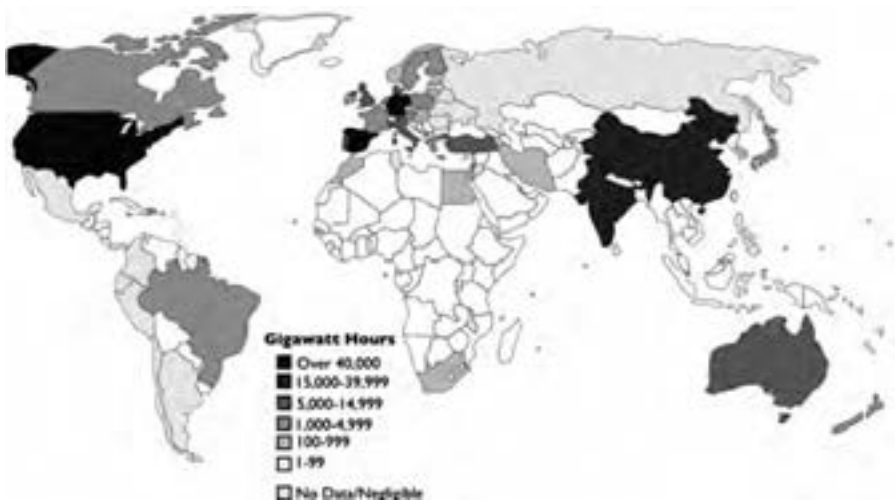 Gigawatt Hours
Over 40,000
15,000-39,999
5,000-14,999
1,000-4,999
100-999
1-99
No Data/Negligible